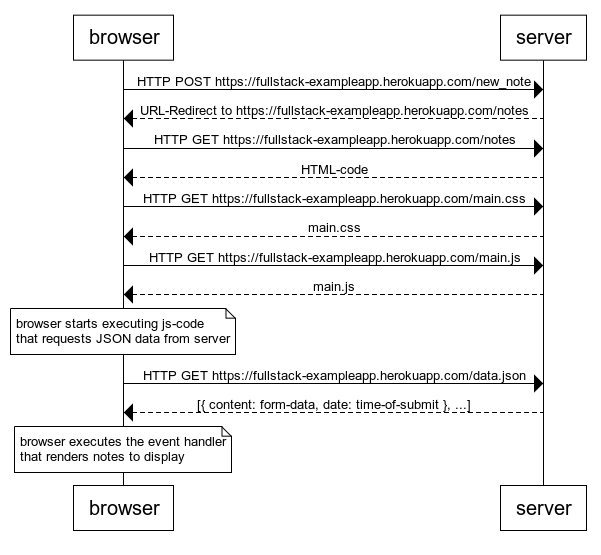 browser
server
HTTP POST https://fullstack-exampleapp.herokuapp.com/new_note
URL-Redirect to https://fullstack-exampleapp.herokuapp.com/notes
HTTP GET https://fullstack-exampleapp.herokuapp.com/notes
HTML-code
HTTP GET https://fullstack-exampleapp.herokuapp.com/main.css
main.css
HTTP GET https://fullstack-exampleapp.herokuapp.com/main.js
main.js
browser starts executing js-code
that requests JSON data from server
HTTP GET https://fullstack-exampleapp.herokuapp.com/data.json
[{ content: form-data, date: time-of-submit }, ...]
browser executes the event handler
that renders notes to display
browser
server